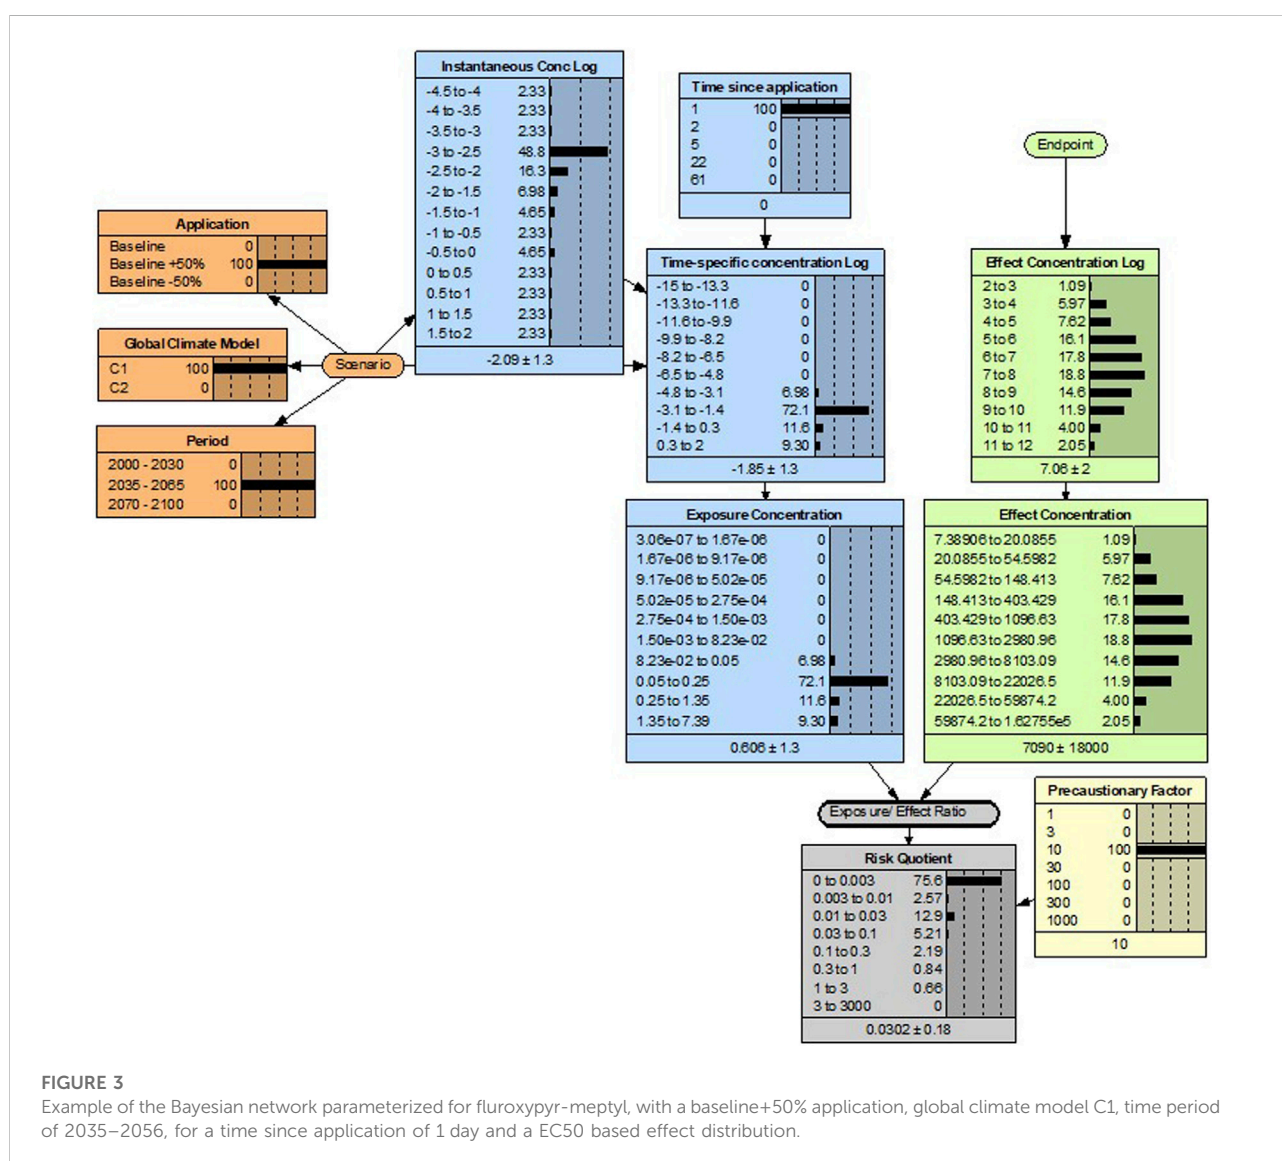 Instantaneous Conc Log
-4.5 to -4 2.33
-4 to -3.5 2.33
-3.5 to -3 2.33
-3 to -2.5 48.8
-2.5 to -2 16.3
-2 to -1.5 6.98
-1.5 to -1 4.65
-1 to -0.5 2.33
-0.5 to 0 4.65
0 to 0.5 2.33
0.5 to 1 2.33
1 to 1.5 2.33
1.5 to 2 2.33
-2.09 ± 1.3
Time since application
1 100
2 0
5 0
22 0
61 0
0
Endpoint
Application
Baseline 0
Baseline +50% 100
Baseline -50% 0
Global Climate Model
C1 100
C2 0
Scenario
Period
2000 - 2030 0
2035 - 2065 100
2070 - 2100 0
Time-specific concentration Log
-15 to -13.3 0
-13.3 to -11.6 0
-11.6 to -9.9 0
-9.9 to -8.2 0
-8.2 to -6.5 0
-6.5 to -4.8 0
-4.8 to -3.1 6.98
-3.1 to -1.4 72.1
-1.4 to 0.3 11.6
0.3 to 2 9.30
-1.85 ± 1.3
Effect Concentration Log
2 to 3 1.09
3 to 4 5.97
4 to 5 7.62
5 to 6 16.1
6 to 7 17.8
7 to 8 18.8
8 to 9 14.6
9 to 10 11.9
10 to 11 4.00
11 to 12 2.05
7.06 ± 2
Exposure Concentration
3.06e-07 to 1.67e-06 0
1.67e-06 to 9.17e-06 0
9.17e-06 to 5.02e-05 0
5.02e-05 to 2.75e-04 0
2.75e-04 to 1.50e-03 0
1.50e-03 to 8.23e-02 0
8.23e-02 to 0.05 6.98
0.05 to 0.25 72.1
0.25 to 1.35 11.6
1.35 to 7.39 9.30
0.606 ± 1.3
Effect Concentration
7.38906 to 20.0855 1.09
20.0855 to 54.5982 5.97
54.5982 to 148.413 7.62
148.413 to 403.429 16.1
403.429 to 1096.63 17.8
1096.63 to 2980.96 18.8
2980.96 to 8103.09 14.6
8103.09 to 22026.5 11.9
22026.5 to 59874.2 4.00
59874.2 to 1.62755e5 2.05
7090 ± 18000
Exposure/ Effect Ratio
Precaustionary Factor
1 0
3 0
10 100
30 0
100 0
300 0
1000 0
10
Risk Quotient
0 to 0.003 75.6
0.003 to 0.01 2.57
0.01 to 0.03 12.9
0.03 to 0.1 5.21
0.1 to 0.3 2.19
0.3 to 1 0.84
1 to 3 0.66
3 to 3000 0
0.0302 ± 0.18
FIGURE 3
Example of the Bayesian network parameterized for fluroxypyr-meptyl, with a baseline+50% application, global climate model C1, time period
of 2035–2056, for a time since application of 1 day and a EC50 based effect distribution.